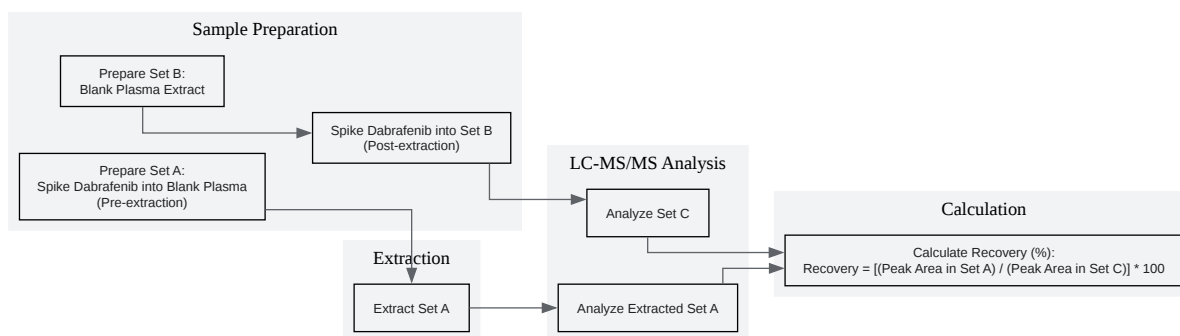 Sample Preparation
Prepare Set B:
Blank Plasma Extract
Spike Dabrafenib into Set B
(Post-extraction)
Prepare Set A:
Spike Dabrafenib into Blank Plasma
(Pre-extraction)
Extraction
Extract Set A
LC-MS/MS Analysis
Analyze Set C
Analyze Extracted Set A
Calculation
Calculate Recovery (%):
Recovery = [(Peak Area in Set A) / (Peak Area in Set C)] * 100